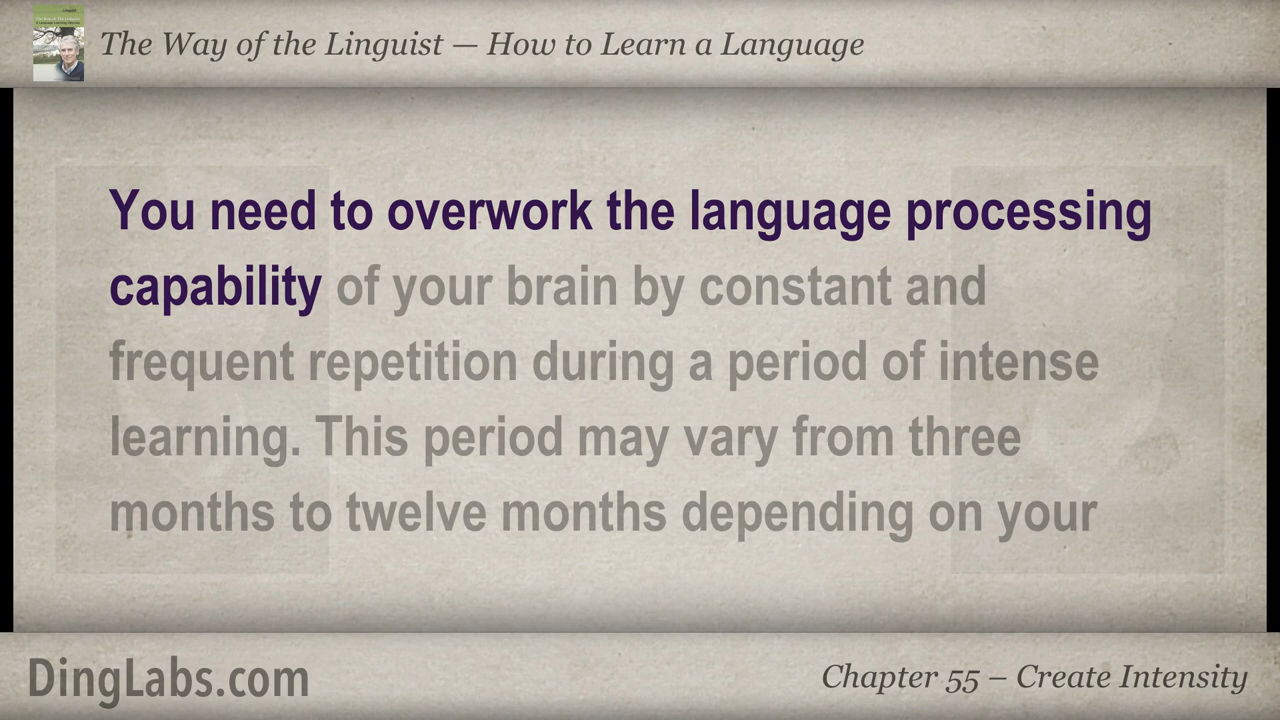 The Way of the Linguist — How to Learn a Language
You need to overwork the language processing
capability of your brain by constant and
frequent repetition during a period of intense
learning. This period may vary from three
months to twelve months depending on your
DingLabs.com
Chapter 55 – Create Intensity